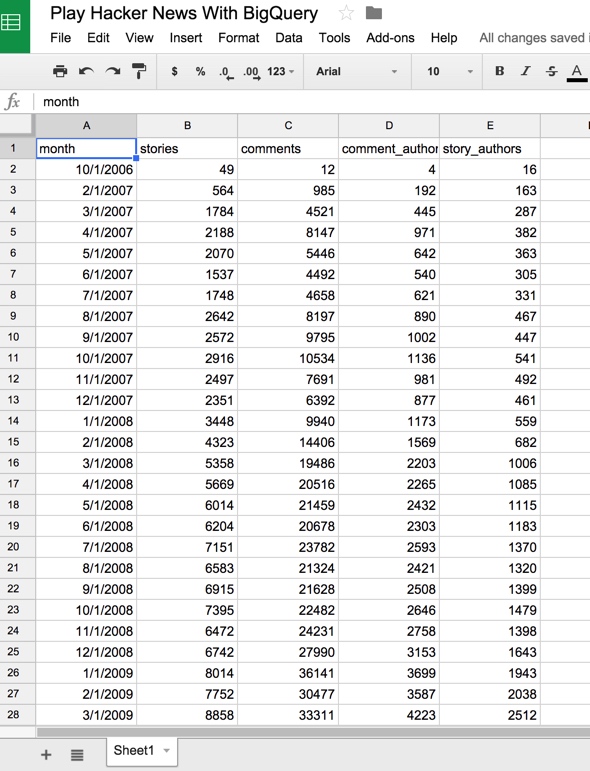 Play Hacker News With BigQuery
File Edit View Insert Format Data Tools Add-ons Help All changes saved
$ % .0 .00 123 Arial 10 B I S A
fx month
A B C D E
1 month stories comments comment_author story_authors
2 10/1/2006 49 12 4 16
3 2/1/2007 564 985 192 163
4 3/1/2007 1784 4521 445 287
5 4/1/2007 2188 8147 971 382
6 5/1/2007 2070 5446 642 363
7 6/1/2007 1537 4492 540 305
8 7/1/2007 1748 4658 621 331
9 8/1/2007 2642 8197 890 467
10 9/1/2007 2572 9795 1002 447
11 10/1/2007 2916 10534 1136 541
12 11/1/2007 2497 7691 981 492
13 12/1/2007 2351 6392 877 461
14 1/1/2008 3448 9940 1173 559
15 2/1/2008 4323 14406 1569 682
16 3/1/2008 5358 19486 2203 1006
17 4/1/2008 5669 20516 2265 1085
18 5/1/2008 6014 21459 2432 1115
19 6/1/2008 6204 20678 2303 1183
20 7/1/2008 7151 23782 2593 1370
21 8/1/2008 6583 21324 2421 1320
22 9/1/2008 6915 21628 2508 1399
23 10/1/2008 7395 22482 2646 1479
24 11/1/2008 6472 24231 2758 1398
25 12/1/2008 6742 27990 3153 1643
26 1/1/2009 8014 36141 3699 1943
27 2/1/2009 7752 30477 3587 2038
28 3/1/2009 8858 33311 4223 2512
+ Sheet1